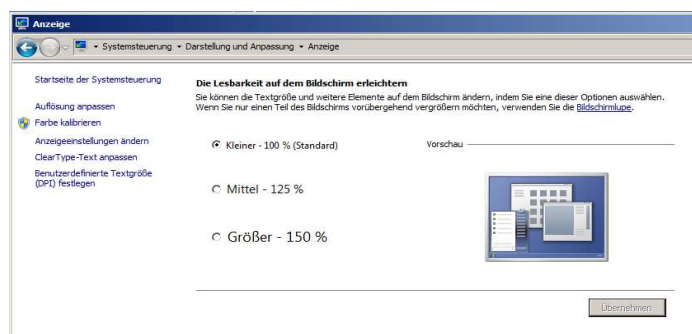 Anzeige
Systemsteuerung Darstellung und Anpassung Anzeige
Startseite der Systemsteuerung
Auflösung anpassen
Farbe kalibrieren
Anzeigeeinstellungen ändern
ClearType-Text anpassen
Benutzerdefinierte Textgröße
(DPI) festlegen
Die Lesbarkeit auf dem Bildschirm erleichtern
Sie können die Textgröße und weitere Elemente auf dem Bildschirm ändern, indem Sie eine dieser Optionen auswählen.
Wenn Sie nur einen Teil des Bildschirms vorübergehend vergrößern möchten, verwenden Sie die Bildschirmlupe.
Kleiner - 100 % (Standard)
Vorschau
Mittel - 125 %
Größer - 150 %
Übernehmen